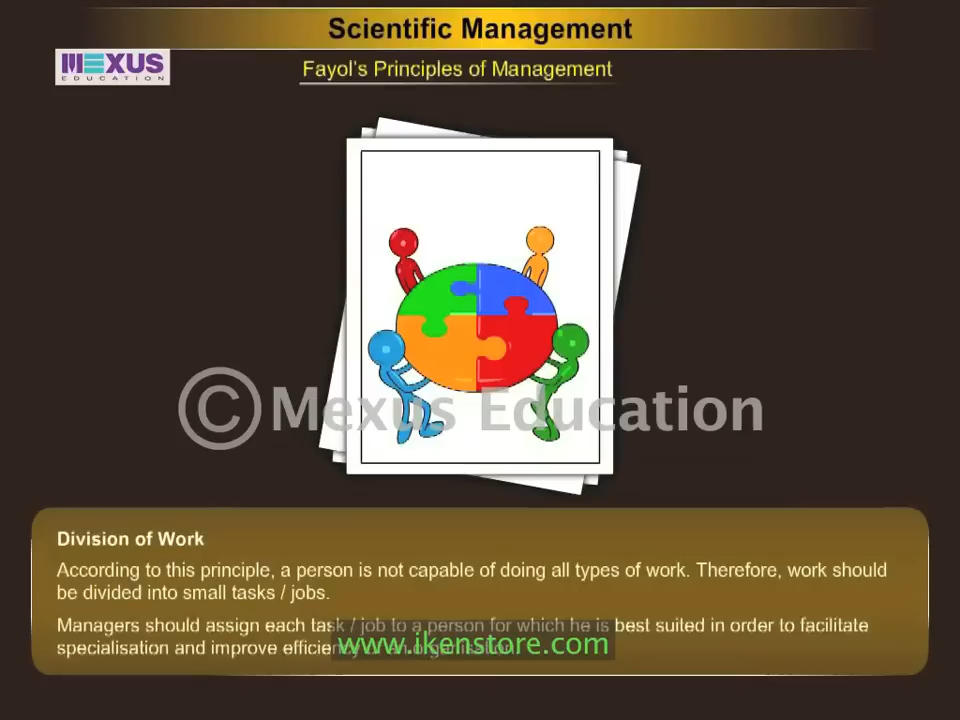 Scientific Management
MEXUS
EDUCATION
Fayol's Principles of Management
© Mexus Education
Division of Work
According to this principle, a person is not capable of doing all types of work. Therefore, work should
be divided into small tasks / jobs.
Managers should assign each task / job to a person for which he is best suited in order to facilitate
specialisation and improve efficiency of an organisation.
www.ikenstore.com